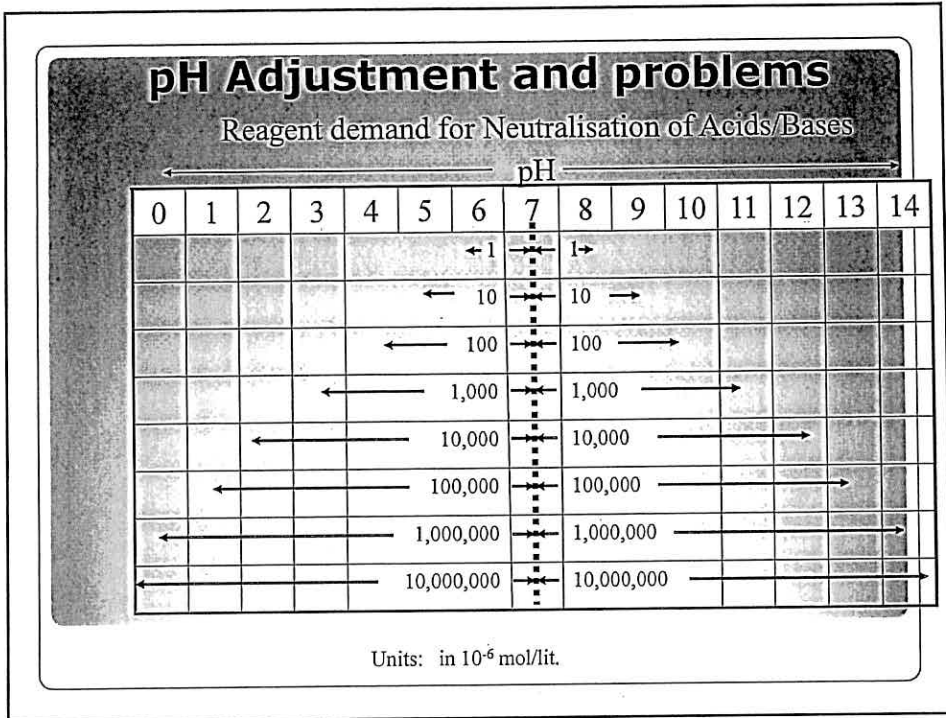 pH Adjustment and problems
Reagent demand for Neutralisation of Acids/Bases
pH
0 1 2 3 4 5 6 7 8 9 10 11 12 13 14
1 1
10 10
100 100
1,000 1,000
10,000 10,000
100,000 100,000
1,000,000 1,000,000
10,000,000 10,000,000
Units: in 10⁻⁶ mol/lit.